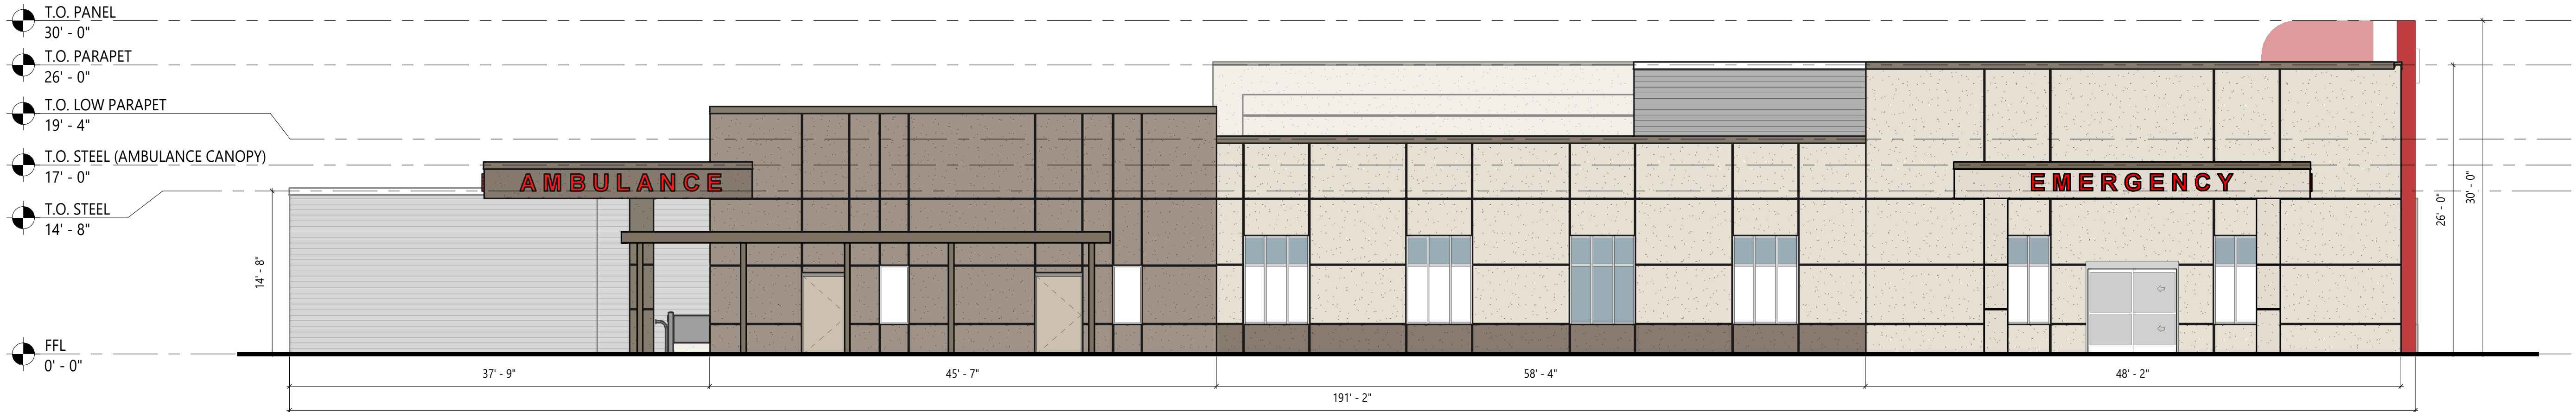 T.O. PANEL
30' - 0"
T.O. PARAPET
26' - 0"
T.O. LOW PARAPET
19' - 4"
T.O. STEEL (AMBULANCE CANOPY)
17' - 0"
T.O. STEEL
14' - 8"
FFL
0' - 0"
14' - 8"
AMBULANCE
EMERGENCY
26' - 0"
30' - 0"
37' - 9"
45' - 7"
58' - 4"
48' - 2"
191' - 2"